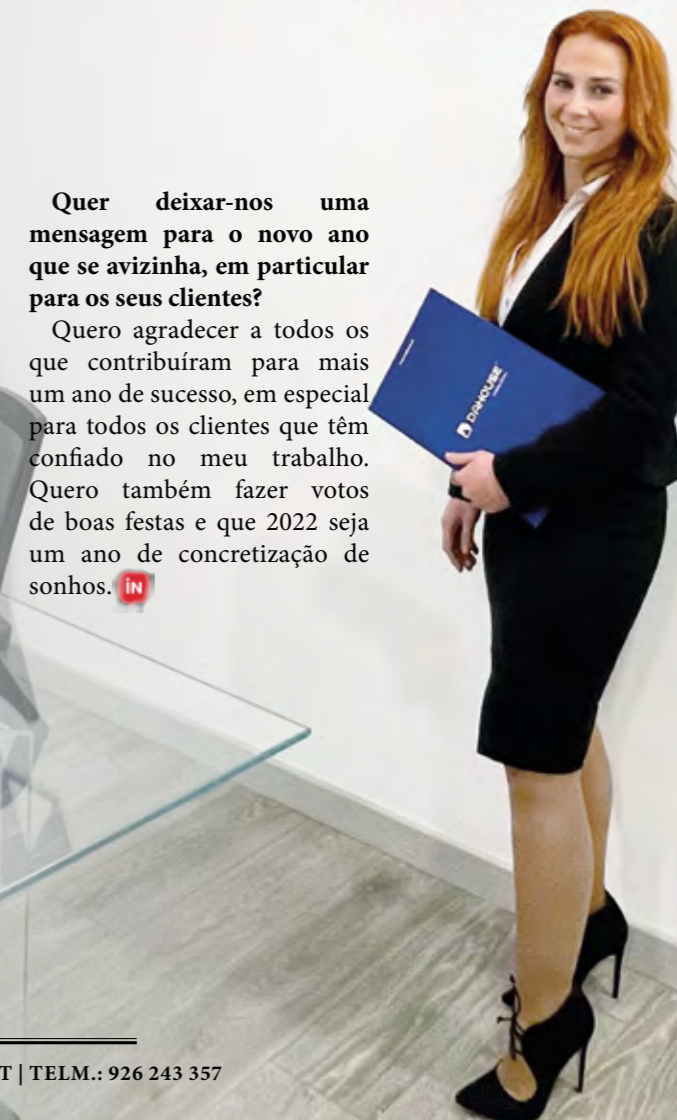 Quer deixar-nos uma
mensagem para o novo ano
que se avizinha, em particular
para os seus clientes?
Quero agradecer a todos os
que contribuíram para mais
um ano de sucesso, em especial
para todos os clientes que têm
confiado no meu trabalho.
Quero também fazer votos
de boas festas e que 2022 seja
um ano de concretização de
sonhos. iN
DAHOUSE
T | TELM.: 926 243 357